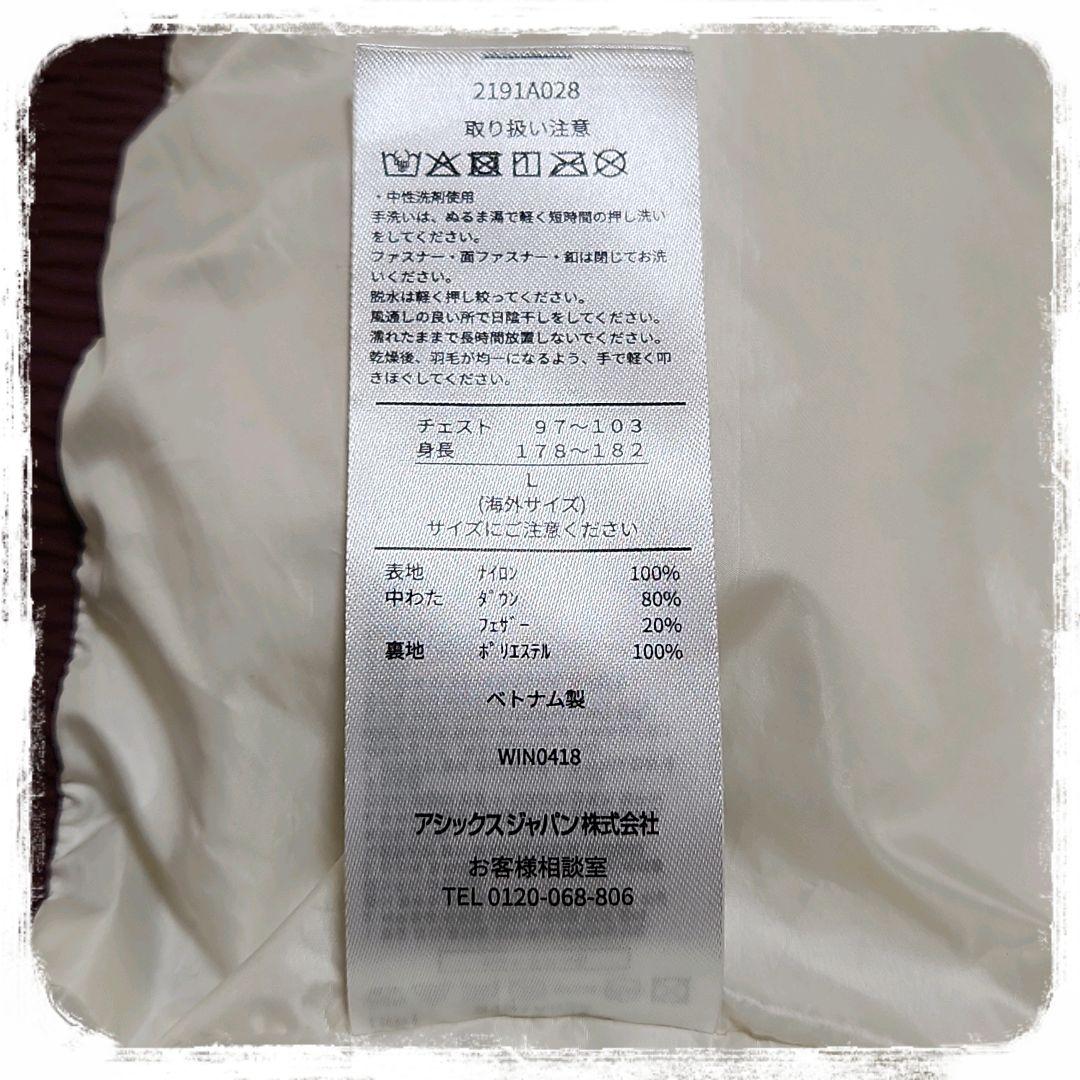 2191A028
取り扱い注意
・中性洗剤使用
手洗いは、ぬるま湯で軽く短時間の押し洗い
をしてください。
ファスナー・面ファスナー・釦は閉じてお洗
いください。
脱水は軽く押し絞ってください。
風通しの良い所で日陰干しをしてください。
濡れたままで長時間放置しないでください。
乾燥後、羽毛が均一になるよう、手で軽く叩
きほぐしてください。
チェスト 97～103
身長 178～182
L
(海外サイズ)
サイズにご注意ください
表地 ﾅｲﾛﾝ 100%
中わた ﾀﾞｳﾝ 80%
ﾌｪｻﾞｰ 20%
裏地 ﾎﾟﾘｴｽﾃﾙ 100%
ベトナム製
WIN0418
アシックスジャパン株式会社
お客様相談室
TEL 0120-068-806